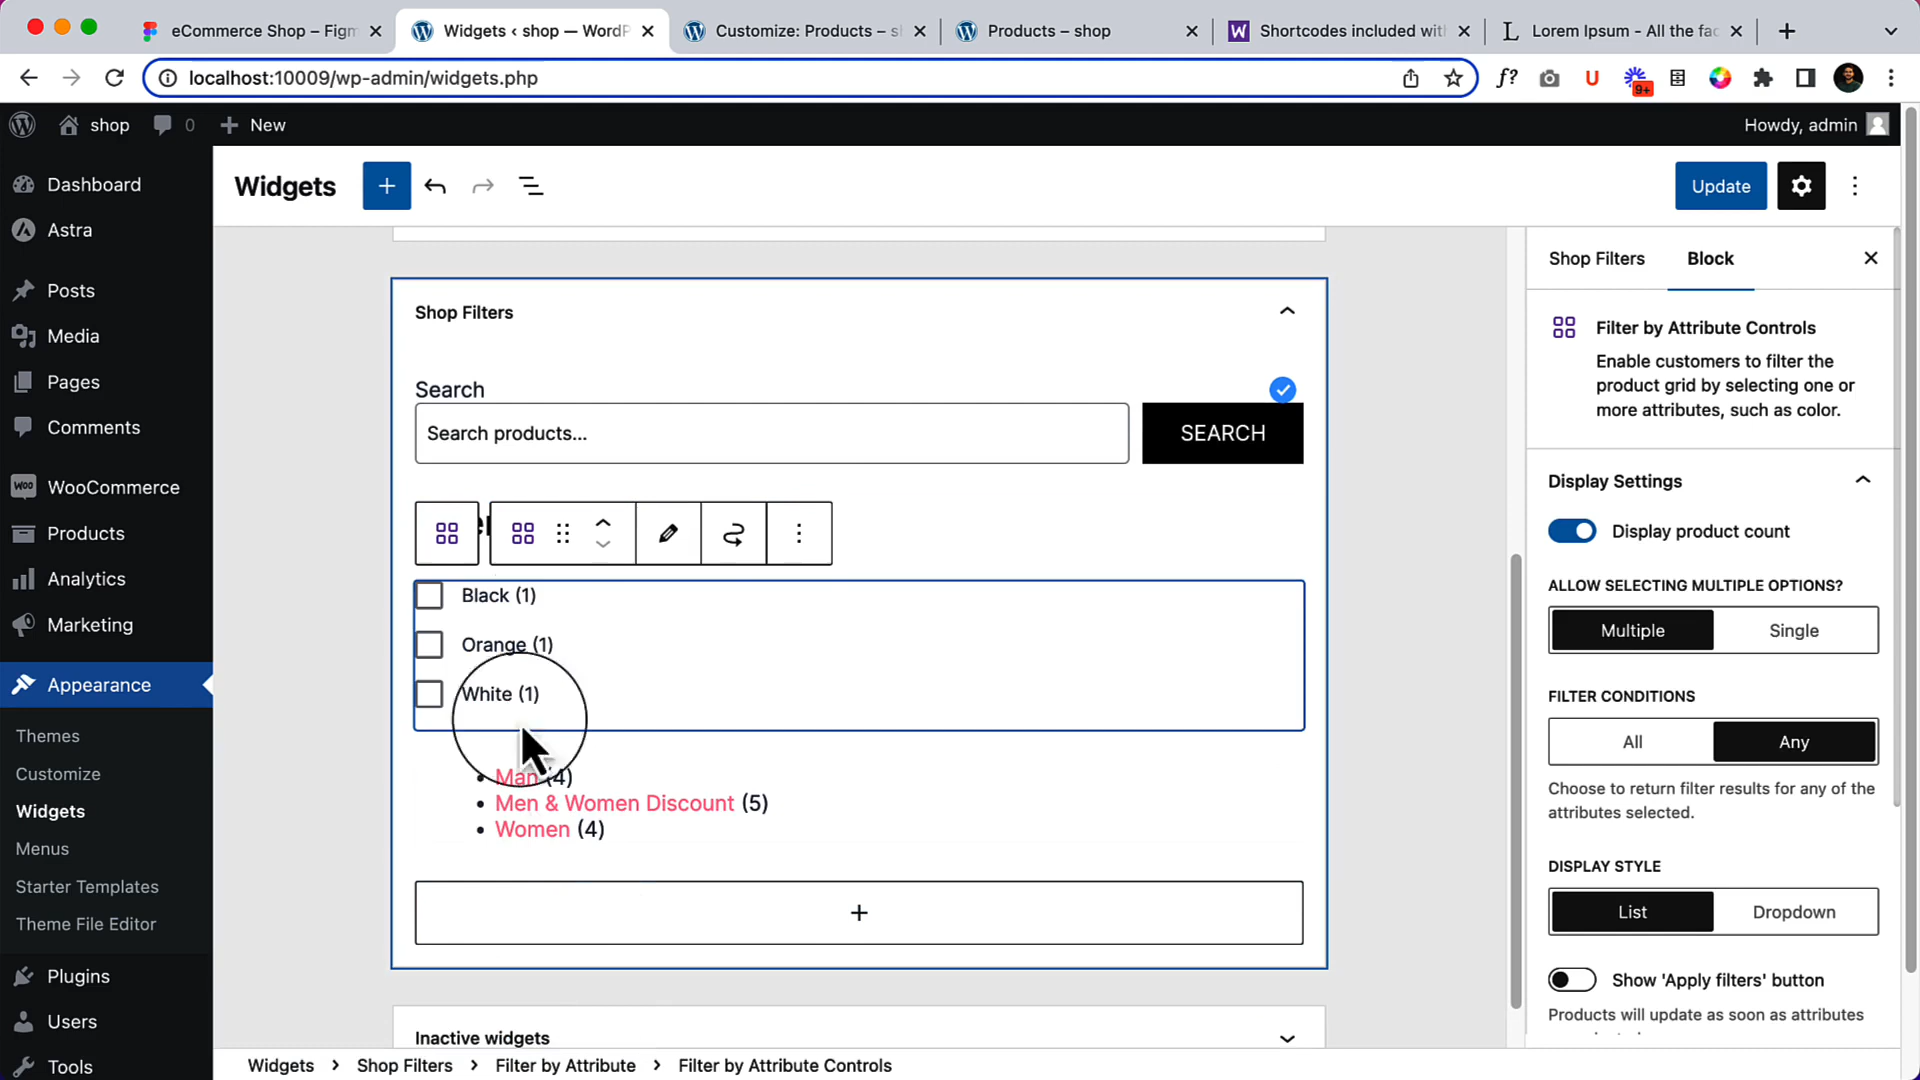 eCommerce Shop – Figm
Widgets ‹ shop — WordP
Customize: Products – s
Products – shop
Shortcodes included wit
Lorem Ipsum - All the fac
localhost:10009/wp-admin/widgets.php
f?
U
9+
shop
0
New
Howdy, admin
Dashboard
Astra
Posts
Media
Pages
Comments
WooCommerce
Products
Analytics
Marketing
Appearance
Themes
Customize
Widgets
Menus
Starter Templates
Theme File Editor
Plugins
Users
Tools
Widgets
Update
Shop Filters
Search
Search products...
SEARCH
Black (1)
Orange (1)
White (1)
Man (4)
Men & Women Discount (5)
Women (4)
Inactive widgets
Widgets
Shop Filters
Filter by Attribute
Filter by Attribute Controls
Shop Filters
Block
Filter by Attribute Controls
Enable customers to filter the
product grid by selecting one or
more attributes, such as color.
Display Settings
Display product count
ALLOW SELECTING MULTIPLE OPTIONS?
Multiple
Single
FILTER CONDITIONS
All
Any
Choose to return filter results for any of the
attributes selected.
DISPLAY STYLE
List
Dropdown
Show 'Apply filters' button
Products will update as soon as attributes